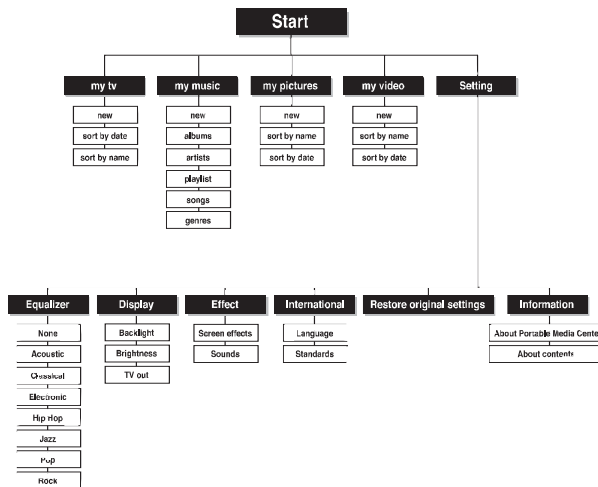 Start
my tv
my music
my pictures
my video
Setting
new
sort by date
sort by name
new
albums
artists
playlist
songs
genres
new
sort by name
sort by date
new
sort by name
sort by date
Equalizer
Display
Effect
International
Restore original settings
Information
None
Acoustic
Classical
Electronic
Hip Hop
Jazz
Pop
Rock
Backlight
Brightness
TV out
Screen effects
Sounds
Language
Standards
About Portable Media Cente
About contents